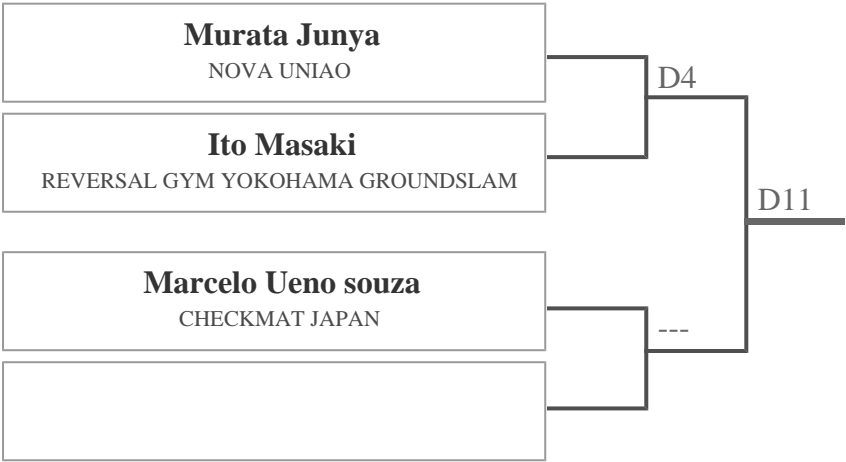 Murata Junya
NOVA UNIAO
D4
Ito Masaki
REVERSAL GYM YOKOHAMA GROUNDSLAM
D11
Marcelo Ueno souza
CHECKMAT JAPAN
---